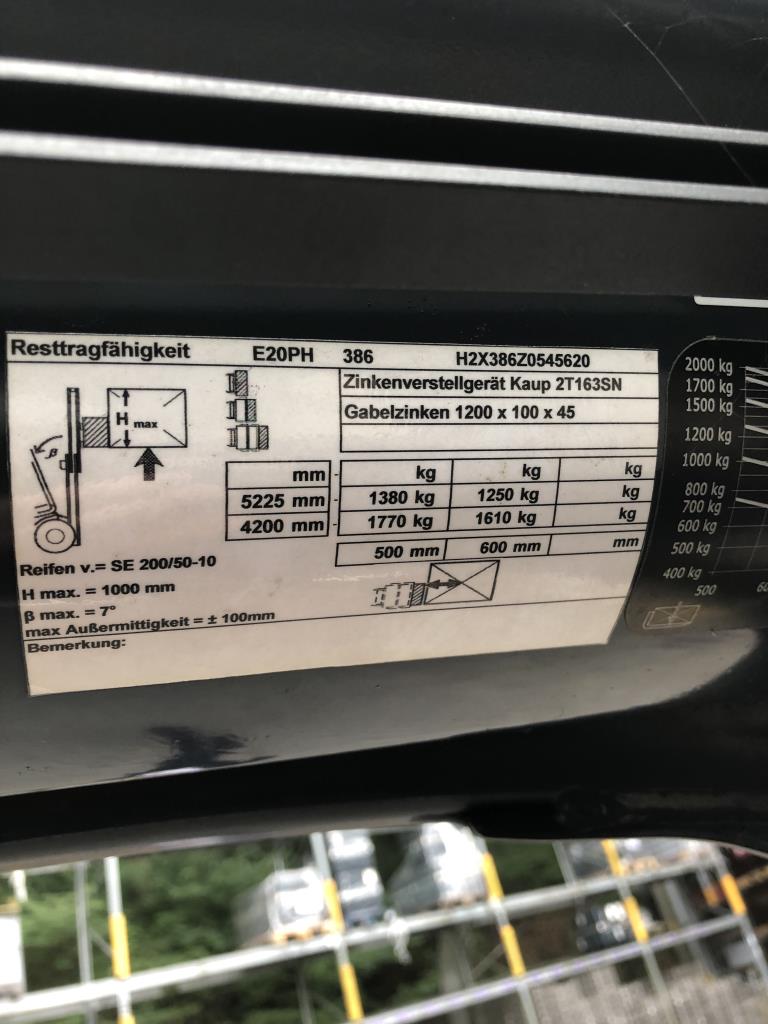 Resttragfähigkeit E20PH 386 H2X386Z0545620
Zinkenverstellgerät Kaup 2T163SN
Gabelzinken 1200 x 100 x 45
H max
β
mm kg kg kg
5225 mm 1380 kg 1250 kg kg
4200 mm 1770 kg 1610 kg kg
500 mm 600 mm mm
Reifen v.= SE 200/50-10
H max. = 1000 mm
β max. = 7°
max Außermittigkeit = ± 100mm
Bemerkung:
2000 kg
1700 kg
1500 kg
1200 kg
1000 kg
800 kg
700 kg
600 kg
500 kg
400 kg
500